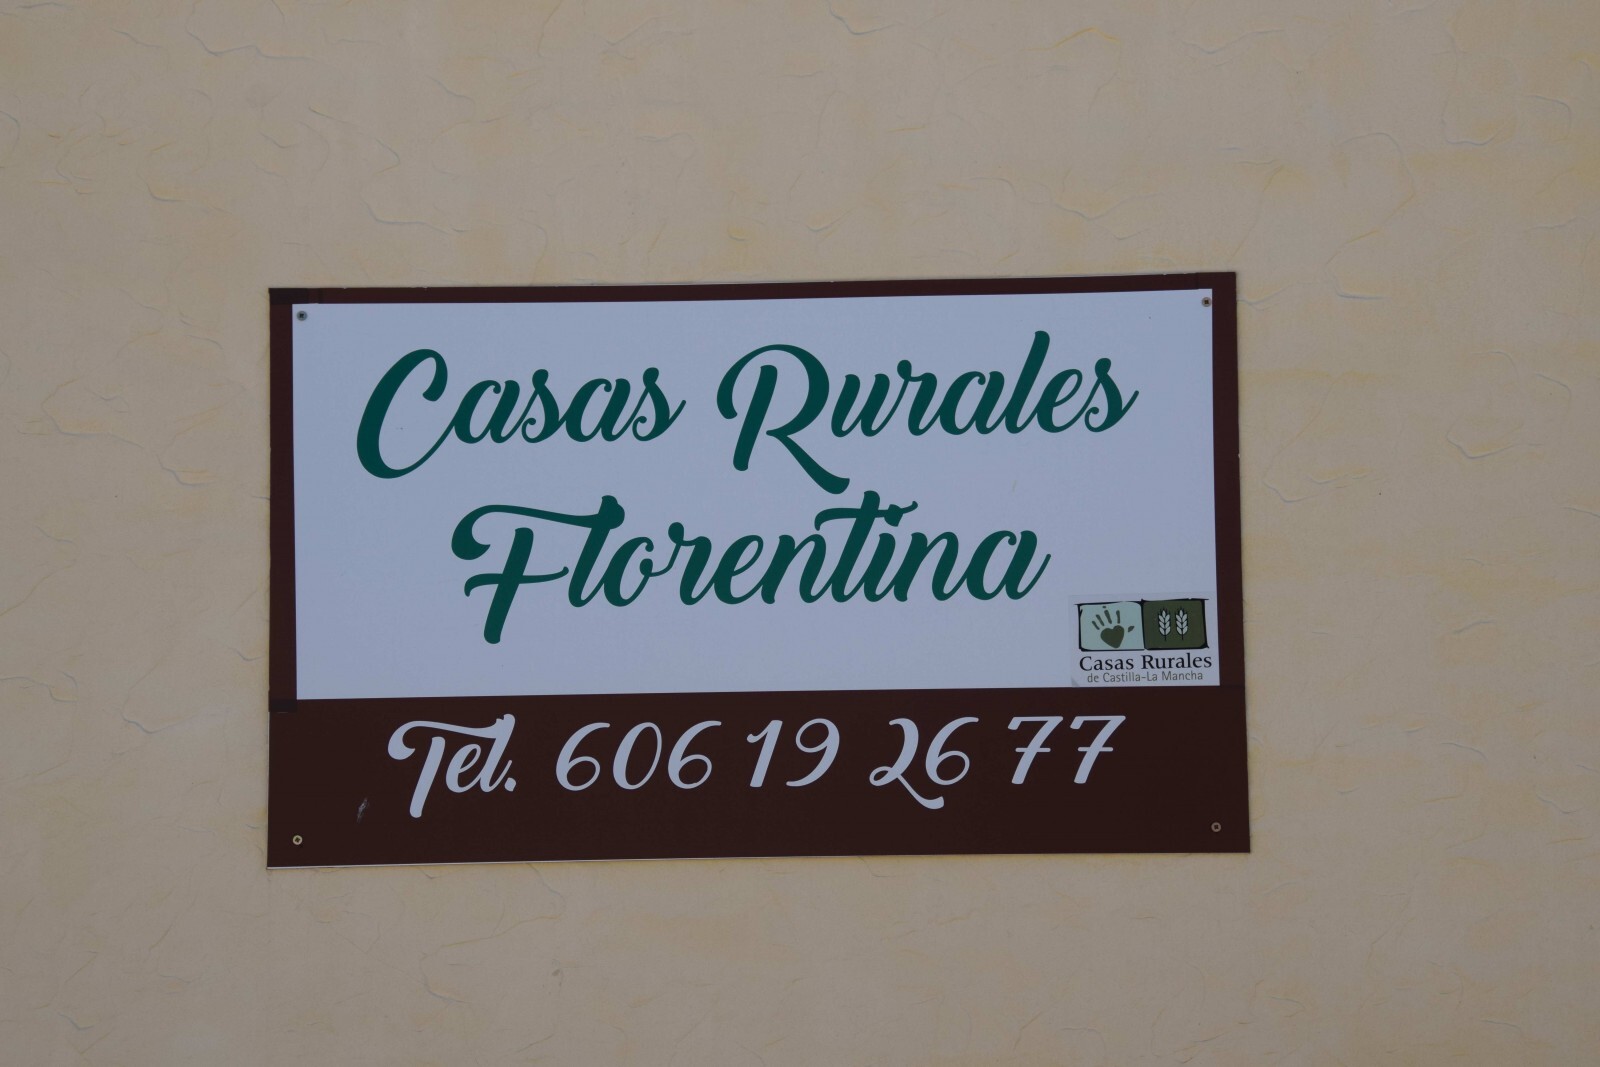 Casas Rurales
Florentina
Casas Rurales
de Castilla-La Mancha
Tel. 606 19 26 77